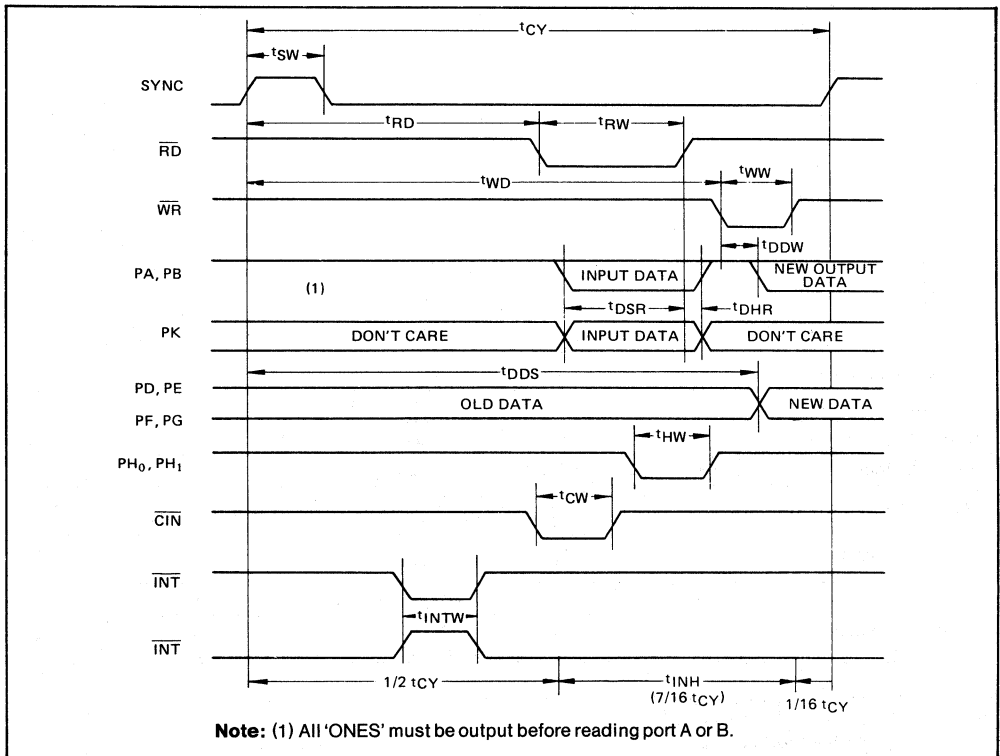 tCY
tSW
SYNC
tRD
tRW
RD
tWD
tWW
WR
tDDW
PA, PB
INPUT DATA
NEW OUTPUT
DATA
(1)
tDSR
tDHR
PK
DON'T CARE
INPUT DATA
DON'T CARE
tDDS
PD, PE
OLD DATA
NEW DATA
PF, PG
tHW
PH0, PH1
tCW
CIN
INT
tINTW
INT
1/2 tCY
tINH
(7/16 tCY)
1/16 tCY
Note: (1) All 'ONES' must be output before reading port A or B.